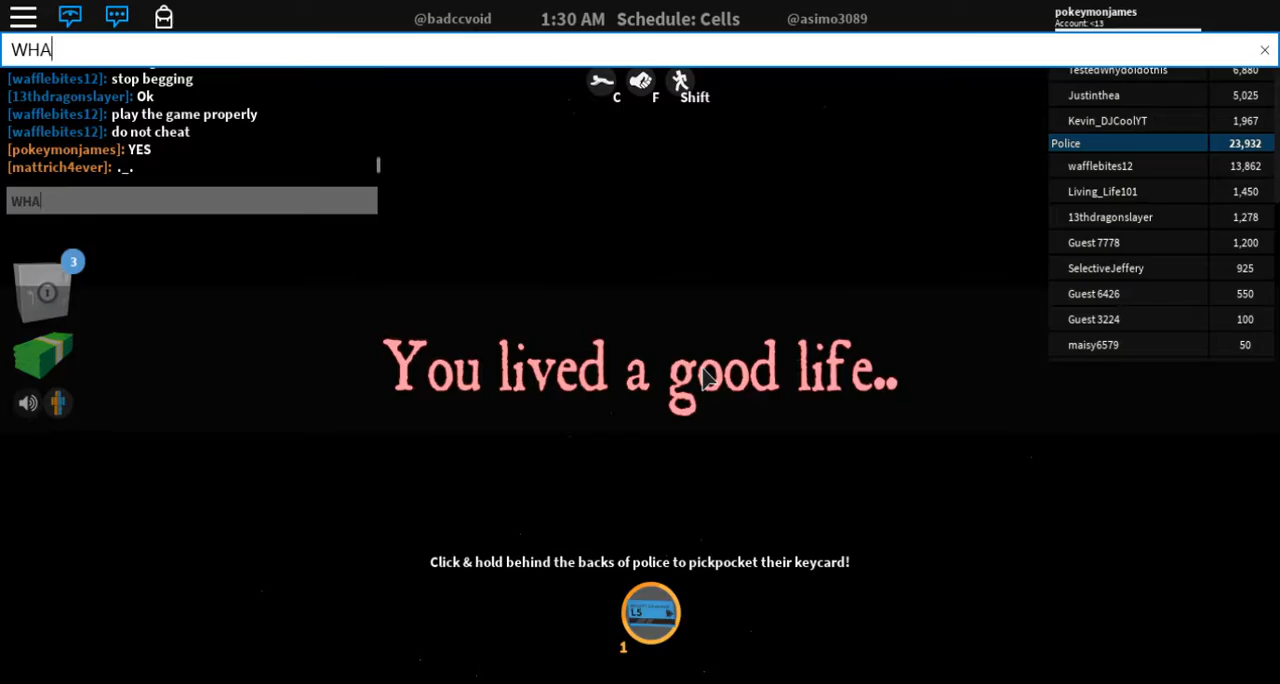 @badccvoid 1:30 AM Schedule: Cells @asimo3089
pokeymonjames
Account: <13
WHA
[wafflebites12]: stop begging
[13thdragonslayer]: Ok
[wafflebites12]: play the game properly
[wafflebites12]: do not cheat
[pokeymonjames]: YES
[mattrich4ever]: ._.
WHA
3
C F Shift
TestedWhydoIdothis 6,880
Justinthea 5,025
Kevin_DJCoolYT 1,967
Police 23,932
wafflebites12 13,862
Living_Life101 1,450
13thdragonslayer 1,278
Guest 7778 1,200
SelectiveJeffery 925
Guest 6426 550
Guest 3224 100
maisy6579 50
You lived a good life..
Click & hold behind the backs of police to pickpocket their keycard!
L5
1